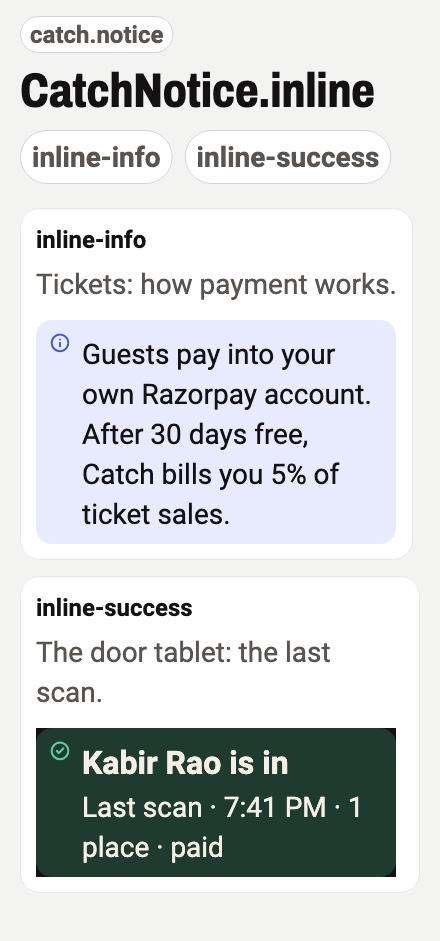 catch.notice
CatchNotice.inline
inline-info inline-success
inline-info
Tickets: how payment works.
Guests pay into your
own Razorpay account.
After 30 days free,
Catch bills you 5% of
ticket sales.
inline-success
The door tablet: the last
scan.
Kabir Rao is in
Last scan · 7:41 PM · 1
place · paid